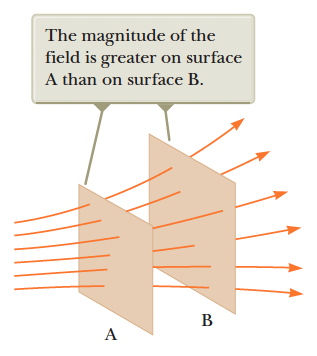 The magnitude of the
field is greater on surface
A than on surface B.
B
A